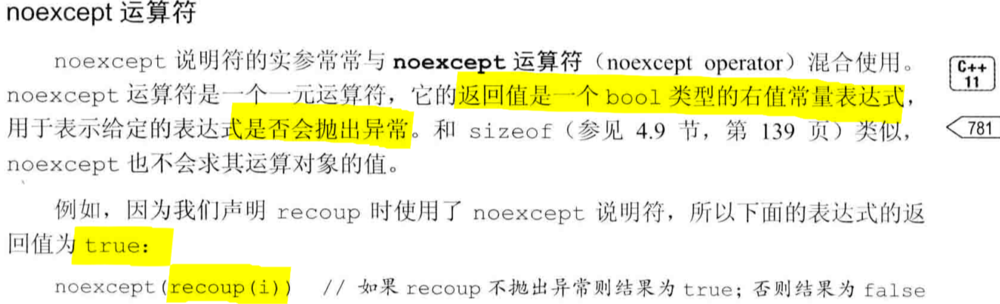 noexcept 运算符
noexcept 说明符的实参常常与 noexcept 运算符(noexcept operator)混合使用。
noexcept 运算符是一个一元运算符,它的返回值是一个 bool 类型的右值常量表达式,
用于表示给定的表达式是否会抛出异常。和 sizeof(参见 4.9 节,第 139 页)类似,
noexcept 也不会求其运算对象的值。
C++
11
781
例如,因为我们声明 recoup 时使用了 noexcept 说明符,所以下面的表达式的返
回值为 true:
noexcept(recoup(i)) // 如果 recoup 不抛出异常则结果为 true;否则结果为 false